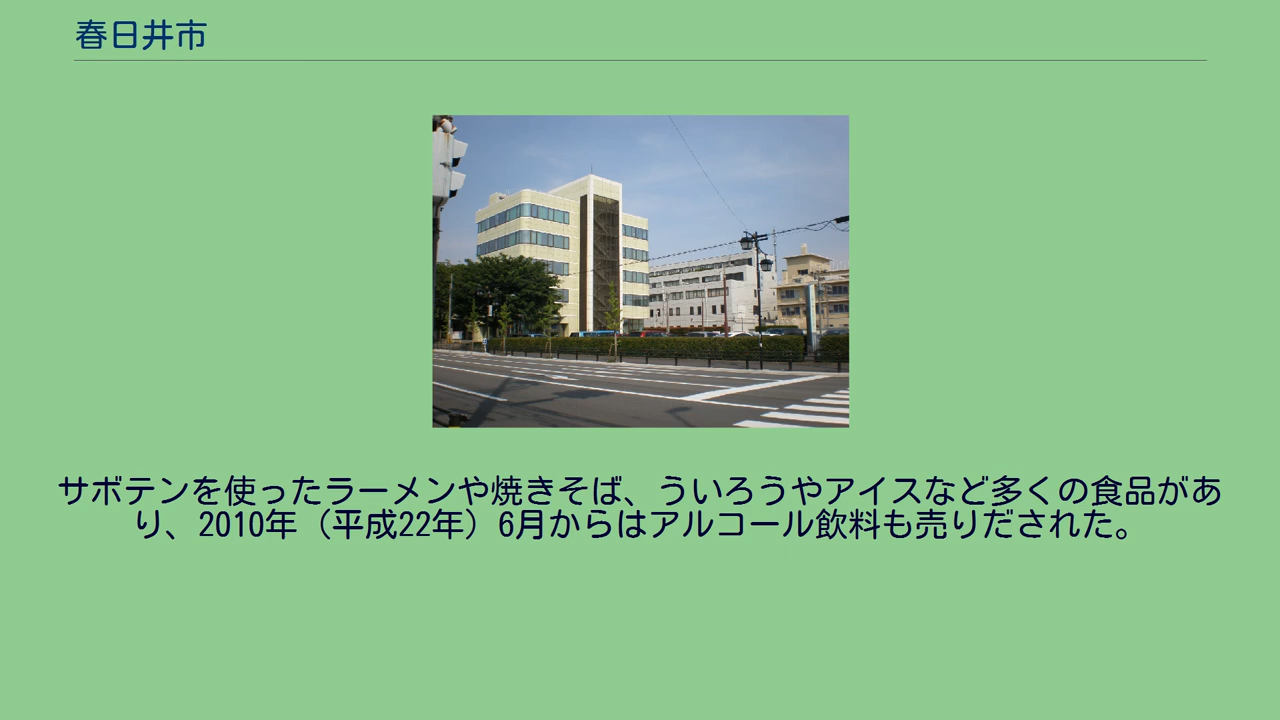 春日井市
サボテンを使ったラーメンや焼きそば、ういろうやアイスなど多くの食品があ
り、2010年（平成22年）6月からはアルコール飲料も売りだされた。